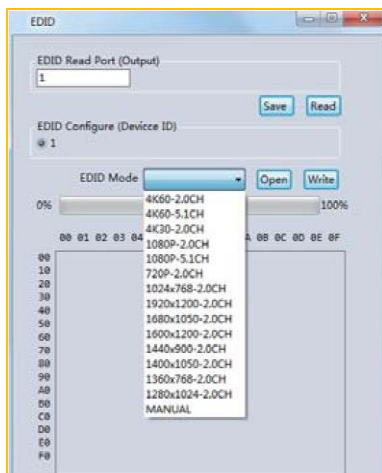 EDID
EDID Read Port (Output)
1
Save Read
EDID Configure (Devicce ID)
1
EDID Mode Open Write
0% 100%
00 01 02 03 04 A 0B 0C 0D 0E 0F
4K60-2.0CH
4K60-5.1CH
4K30-2.0CH
1080P-2.0CH
1080P-5.1CH
720P-2.0CH
1024x768-2.0CH
1920x1200-2.0CH
1680x1050-2.0CH
1600x1200-2.0CH
1440x900-2.0CH
1400x1050-2.0CH
1360x768-2.0CH
1280x1024-2.0CH
MANUAL
00
10
20
30
40
50
60
70
80
90
A0
B0
C0
D0
E0
F0